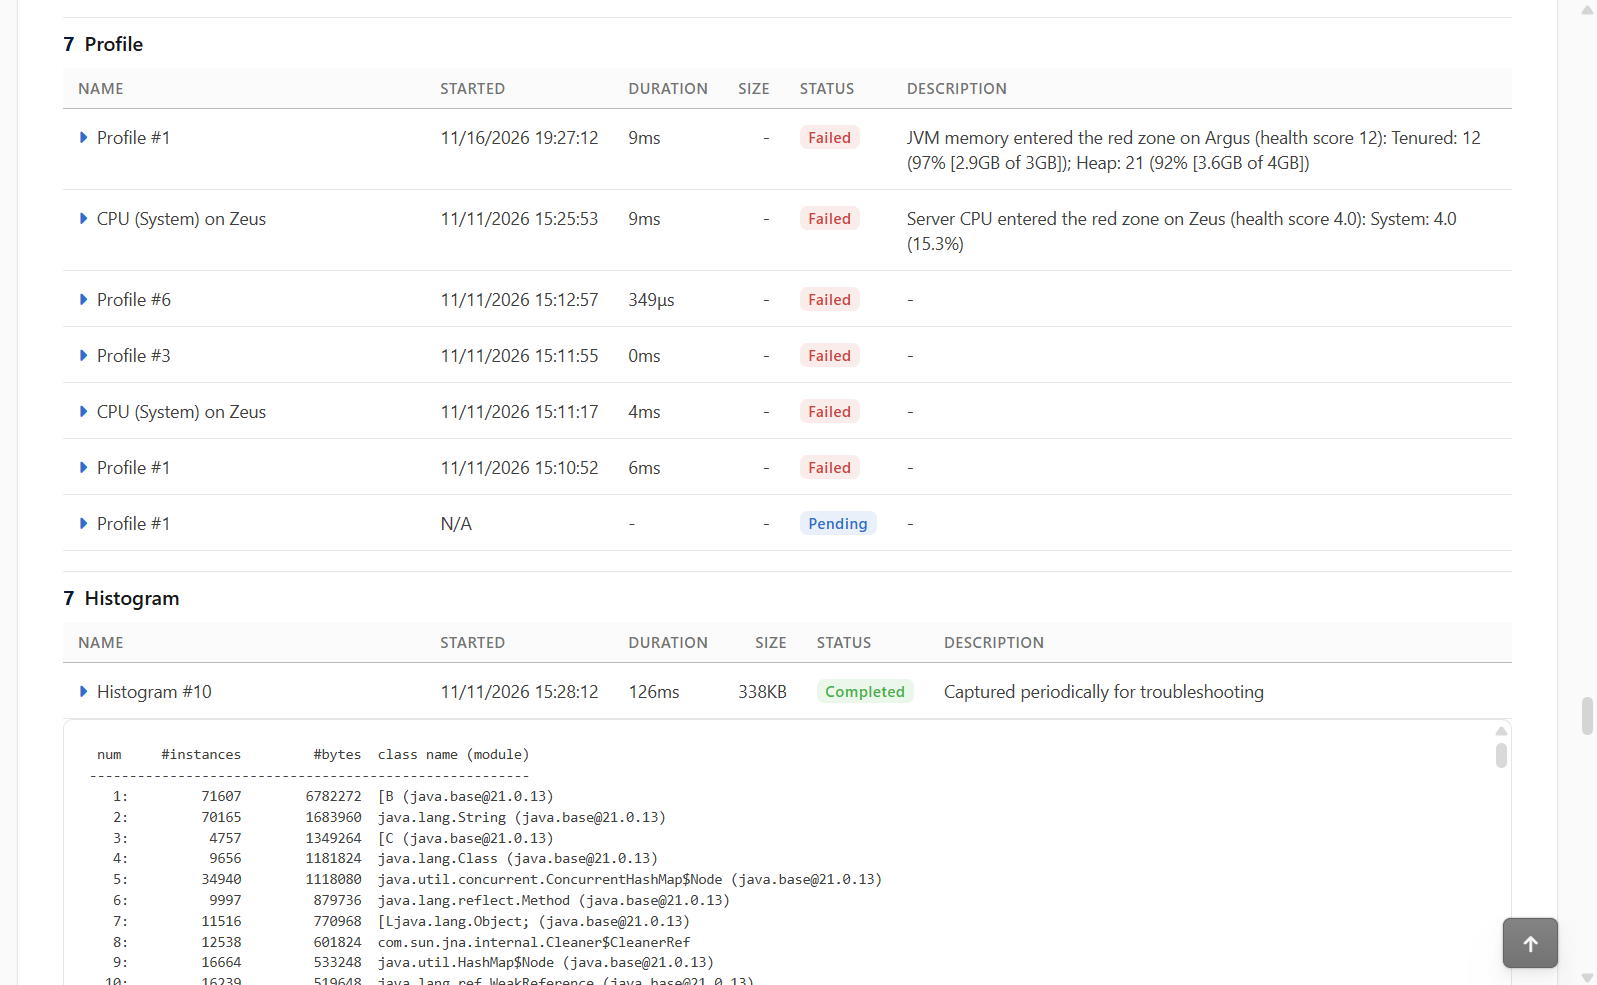 7 Profile
NAME STARTED DURATION SIZE STATUS DESCRIPTION
Profile #1 11/16/2026 19:27:12 9ms - Failed JVM memory entered the red zone on Argus (health score 12): Tenured: 12
(97% [2.9GB of 3GB]); Heap: 21 (92% [3.6GB of 4GB])
CPU (System) on Zeus 11/11/2026 15:25:53 9ms - Failed Server CPU entered the red zone on Zeus (health score 4.0): System: 4.0
(15.3%)
Profile #6 11/11/2026 15:12:57 349µs - Failed -
Profile #3 11/11/2026 15:11:55 0ms - Failed -
CPU (System) on Zeus 11/11/2026 15:11:17 4ms - Failed -
Profile #1 11/11/2026 15:10:52 6ms - Failed -
Profile #1 N/A - - Pending -
7 Histogram
NAME STARTED DURATION SIZE STATUS DESCRIPTION
Histogram #10 11/11/2026 15:28:12 126ms 338KB Completed Captured periodically for troubleshooting
num #instances #bytes class name (module)
-------------------------------------------------------
1: 71607 6782272 [B (java.base@21.0.13)
2: 70165 1683960 java.lang.String (java.base@21.0.13)
3: 4757 1349264 [C (java.base@21.0.13)
4: 9656 1181824 java.lang.Class (java.base@21.0.13)
5: 34940 1118080 java.util.concurrent.ConcurrentHashMap$Node (java.base@21.0.13)
6: 9997 879736 java.lang.reflect.Method (java.base@21.0.13)
7: 11516 770968 [Ljava.lang.Object; (java.base@21.0.13)
8: 12538 601824 com.sun.jna.internal.Cleaner$CleanerRef
9: 16664 533248 java.util.HashMap$Node (java.base@21.0.13)
10: 16239 519648 java.lang.ref.WeakReference (java.base@21.0.13)